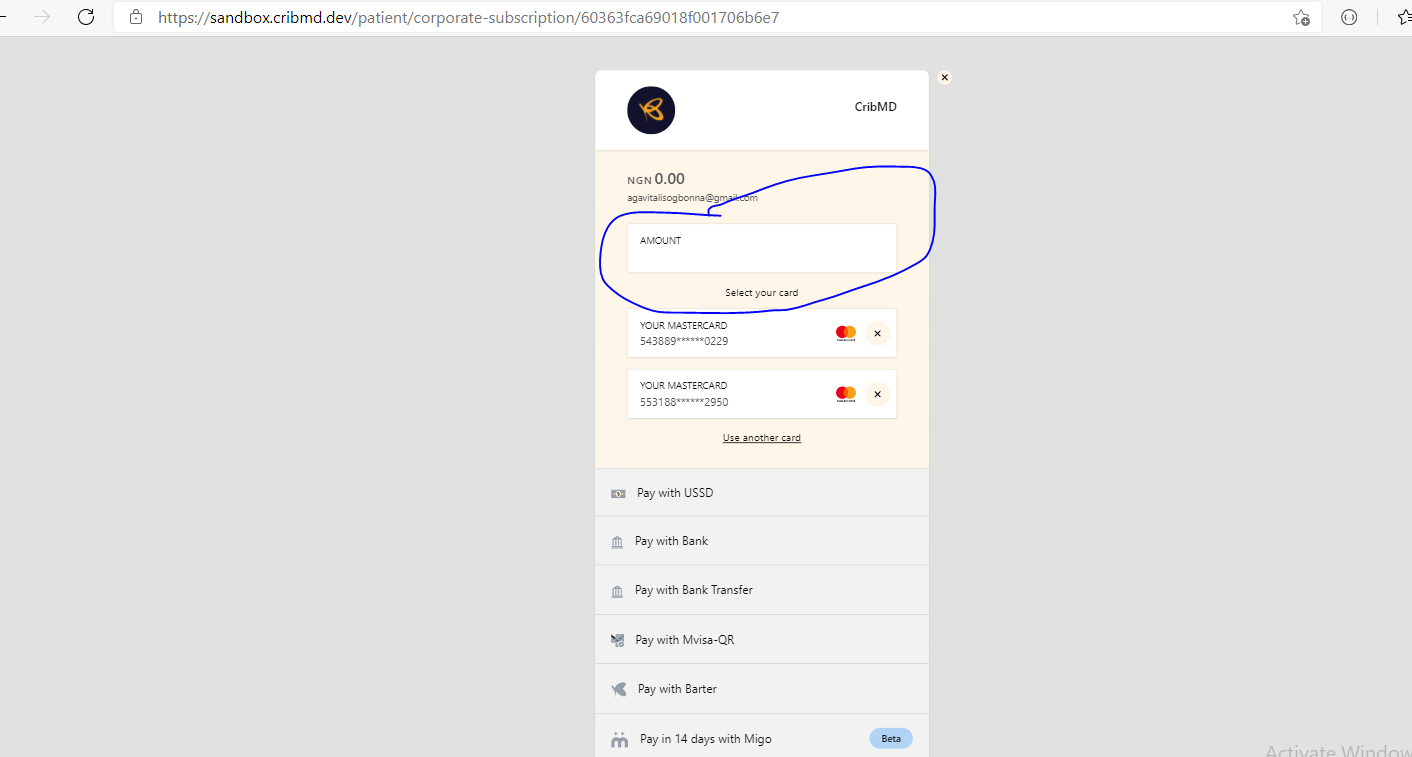 https://sandbox.cribmd.dev/patient/corporate-subscription/60363fca69018f001706b6e7
CribMD
NGN 0.00
agavitalisogbonna@gmail.com
AMOUNT
Select your card
YOUR MASTERCARD
543889******0229
YOUR MASTERCARD
553188******2950
Use another card
Pay with USSD
Pay with Bank
Pay with Bank Transfer
Pay with Mvisa-QR
Pay with Barter
Pay in 14 days with Migo
Beta
Activate Window